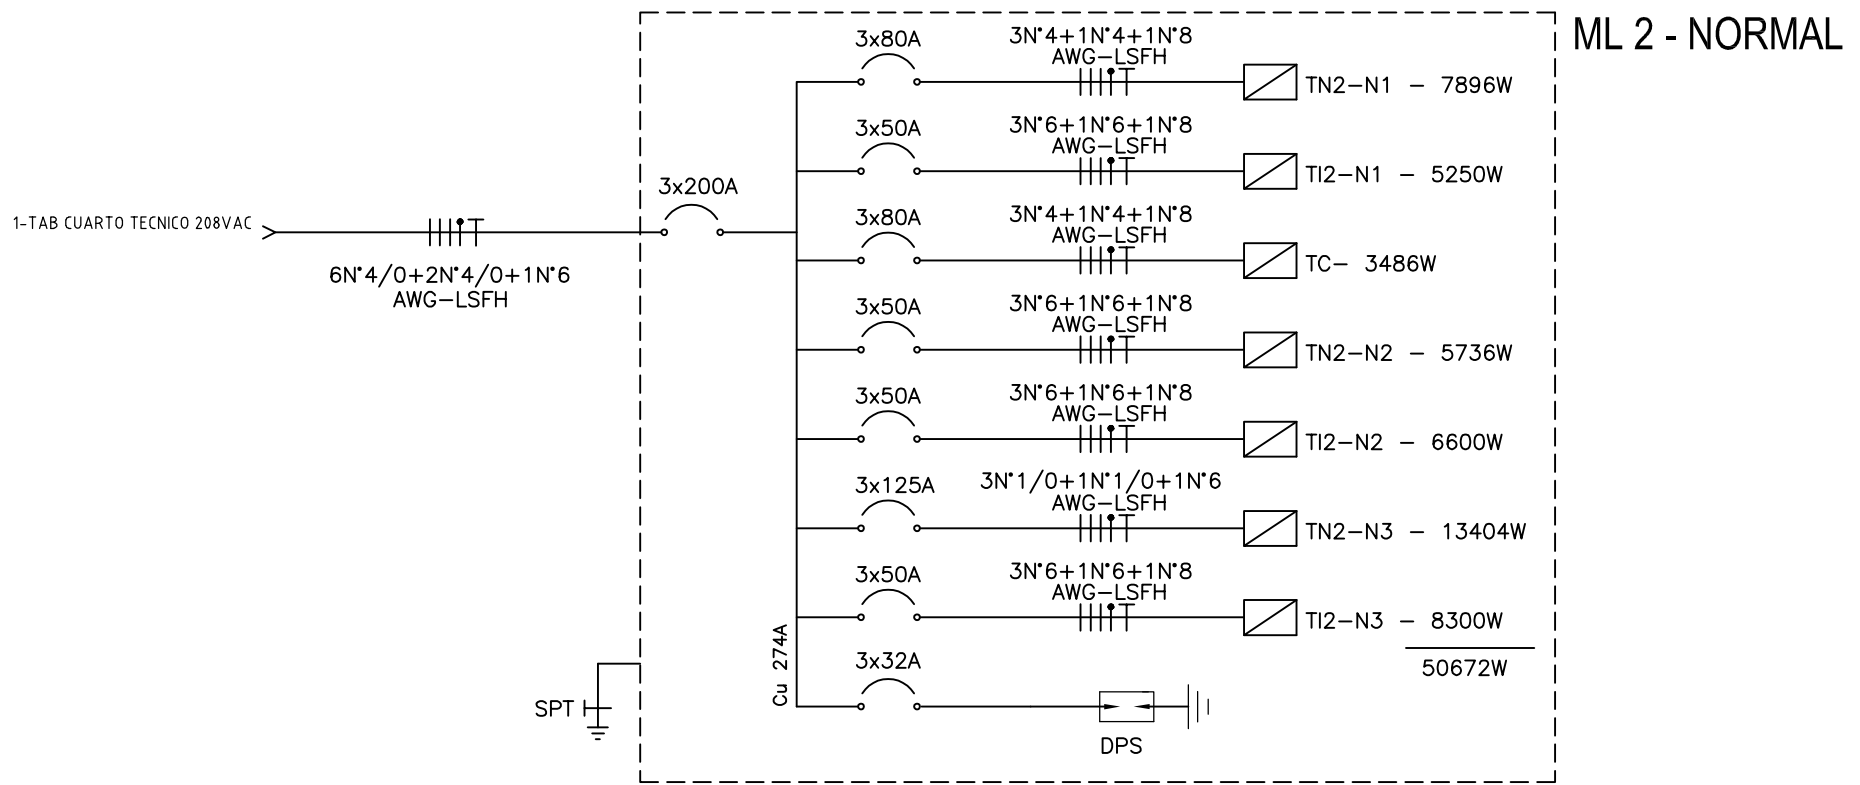 ML 2 - NORMAL
3x80A
3N°4+1N°4+1N°8
AWG-LSFH
TN2-N1 - 7896W
3x50A
3N°6+1N°6+1N°8
AWG-LSFH
TI2-N1 - 5250W
3x200A
1-TAB CUARTO TECNICO 208VAC
6N°4/0+2N°4/0+1N°6
AWG-LSFH
3x80A
3N°4+1N°4+1N°8
AWG-LSFH
TC- 3486W
3x50A
3N°6+1N°6+1N°8
AWG-LSFH
TN2-N2 - 5736W
3x50A
3N°6+1N°6+1N°8
AWG-LSFH
TI2-N2 - 6600W
3x125A
3N°1/0+1N°1/0+1N°6
AWG-LSFH
TN2-N3 - 13404W
3x50A
3N°6+1N°6+1N°8
AWG-LSFH
TI2-N3 - 8300W
50672W
Cu 274A
3x32A
SPT
DPS